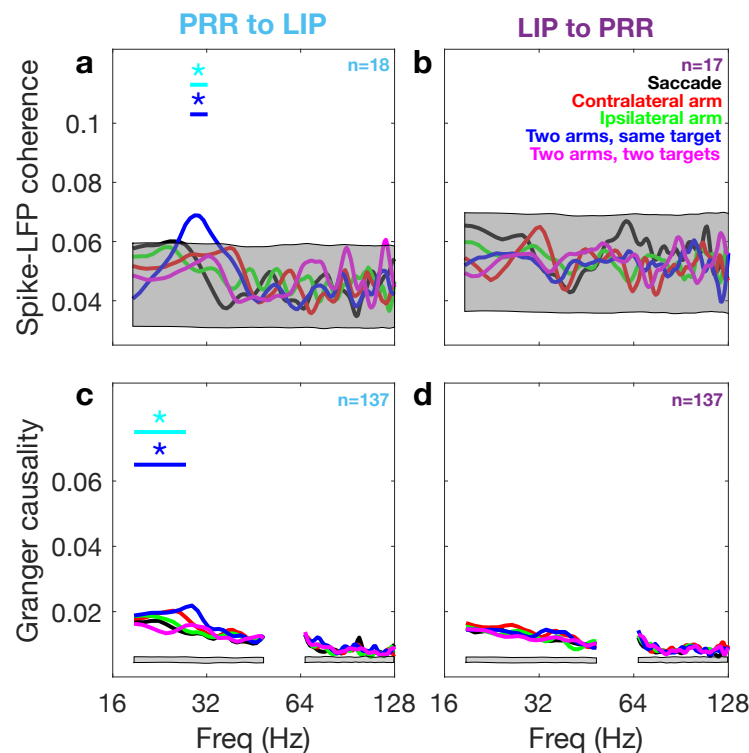 PRR to LIP
LIP to PRR
a
n=18
*
*
b
n=17
Saccade
Contralateral arm
Ipsilateral arm
Two arms, same target
Two arms, two targets
Spike-LFP coherence
0.1
0.08
0.06
0.04
c
n=137
*
*
d
n=137
Granger causality
0.06
0.04
0.02
16 32 64 128
16 32 64 128
Freq (Hz)
Freq (Hz)